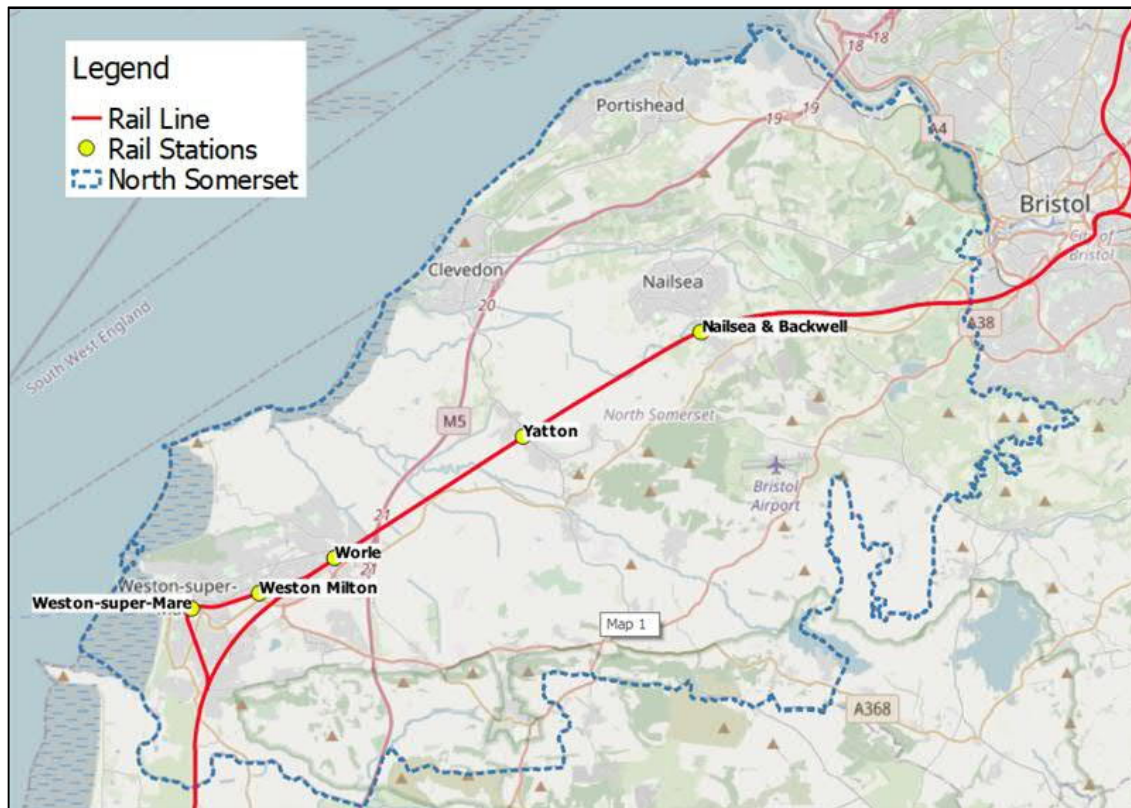 Legend
Rail Line
Rail Stations
North Somerset
18
18
Portishead
19
19
A4
Bristol
City of
Bristol
Clevedon
20
Nailsea
Nailsea & Backwell
A38
South West England
M5
North Somerset
Yatton
Bristol
Airport
21
Worle
21
Weston-super-
Weston Milton
Weston-super-Mare
Map 1
A368